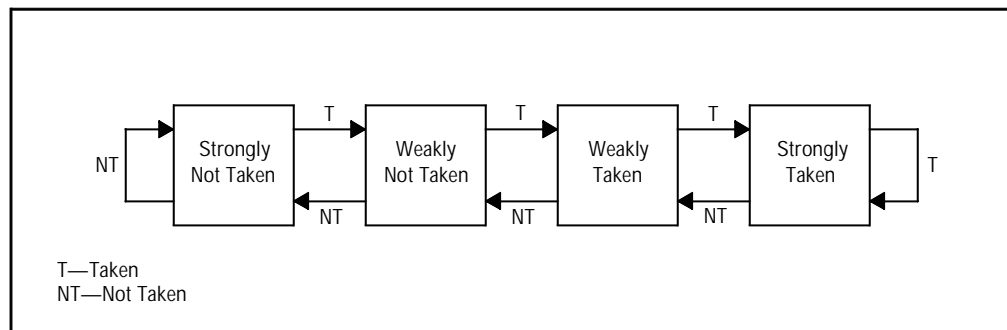 T
T
T
NT
Strongly
Not Taken
Weakly
Not Taken
Weakly
Taken
Strongly
Taken
T
NT
NT
NT
T—Taken
NT—Not Taken